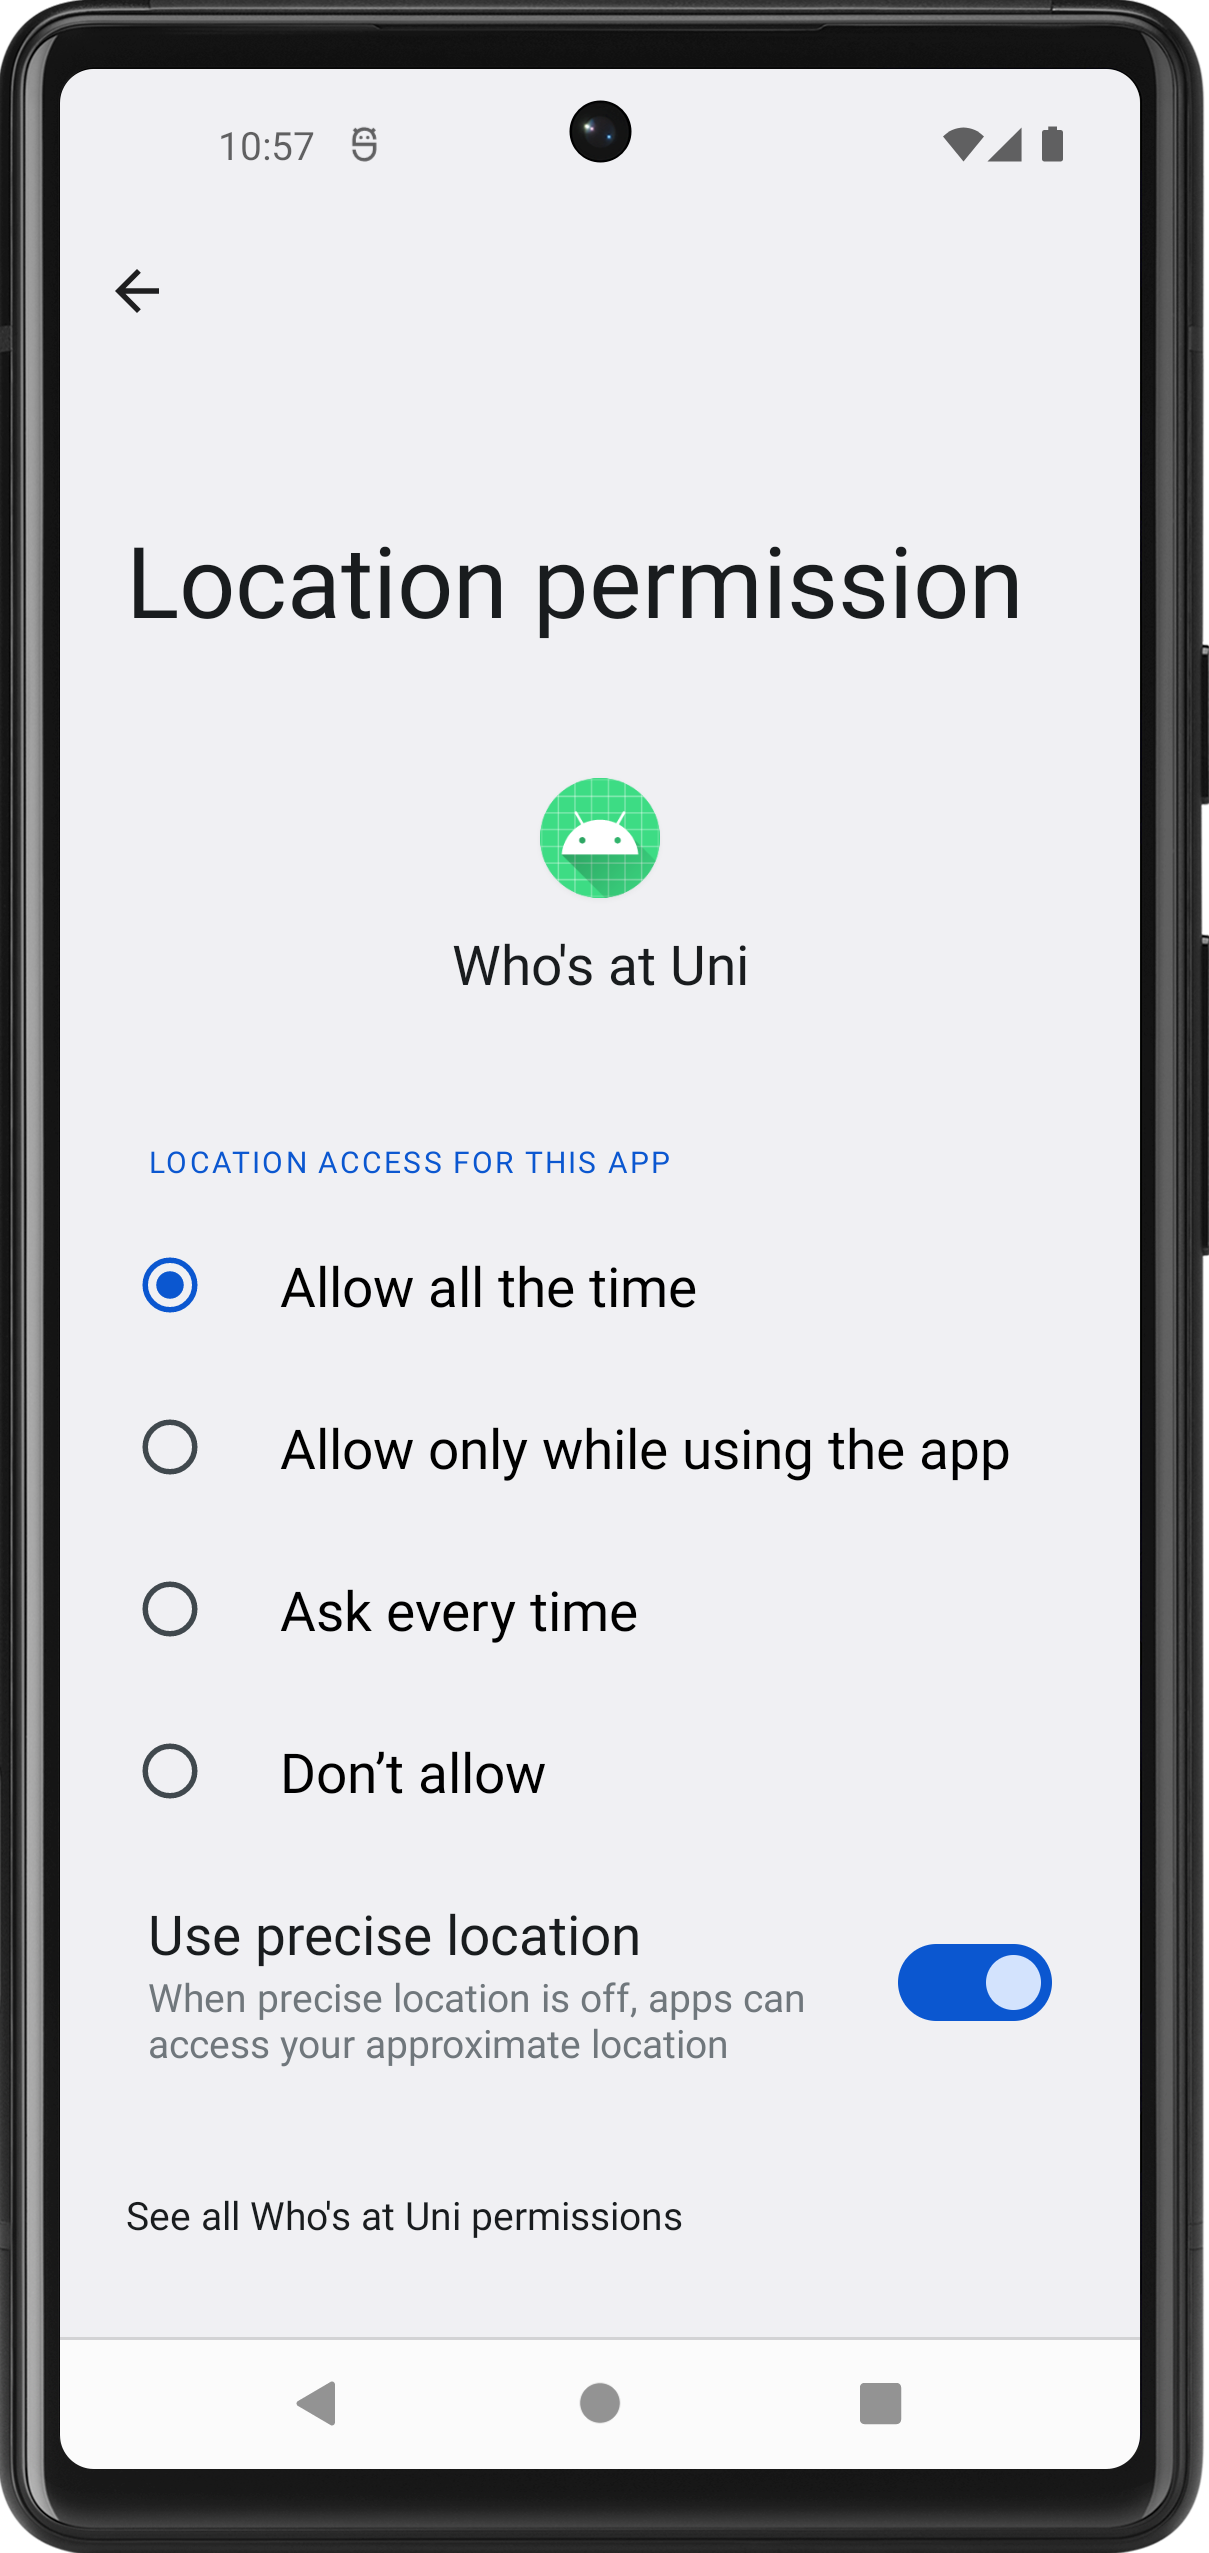 10:57
Location permission
Who's at Uni
LOCATION ACCESS FOR THIS APP
Allow all the time
Allow only while using the app
Ask every time
Don’t allow
Use precise location
When precise location is off, apps can
access your approximate location
See all Who's at Uni permissions